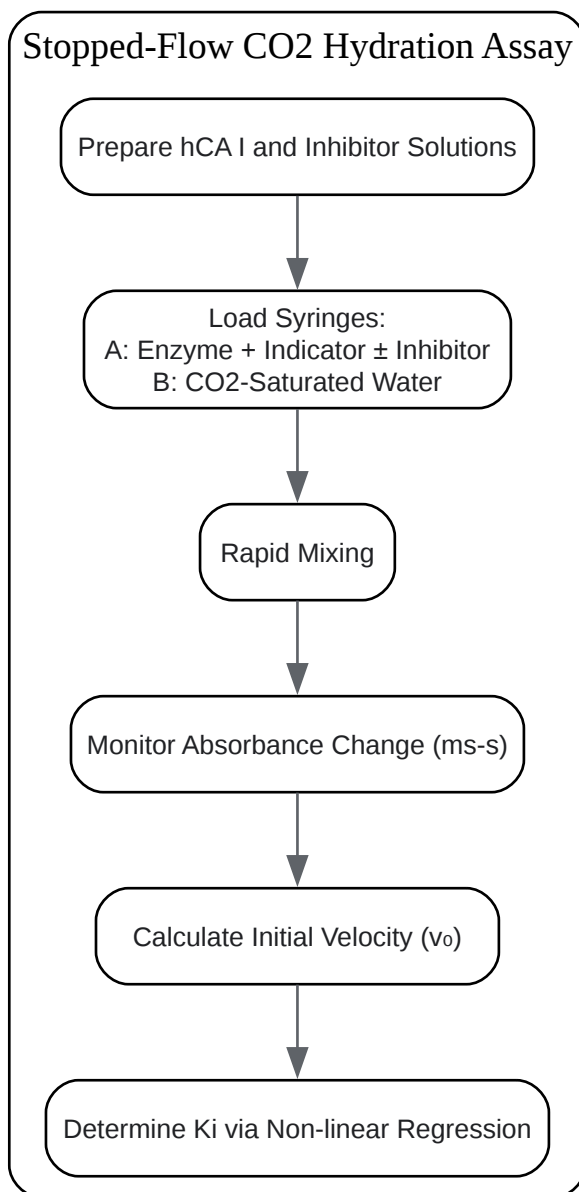 Stopped-Flow CO2 Hydration Assay
Prepare hCA I and Inhibitor Solutions
Load Syringes:
A: Enzyme + Indicator ± Inhibitor
B: CO2-Saturated Water
Rapid Mixing
Monitor Absorbance Change (ms-s)
Calculate Initial Velocity (v₀)
Determine Ki via Non-linear Regression